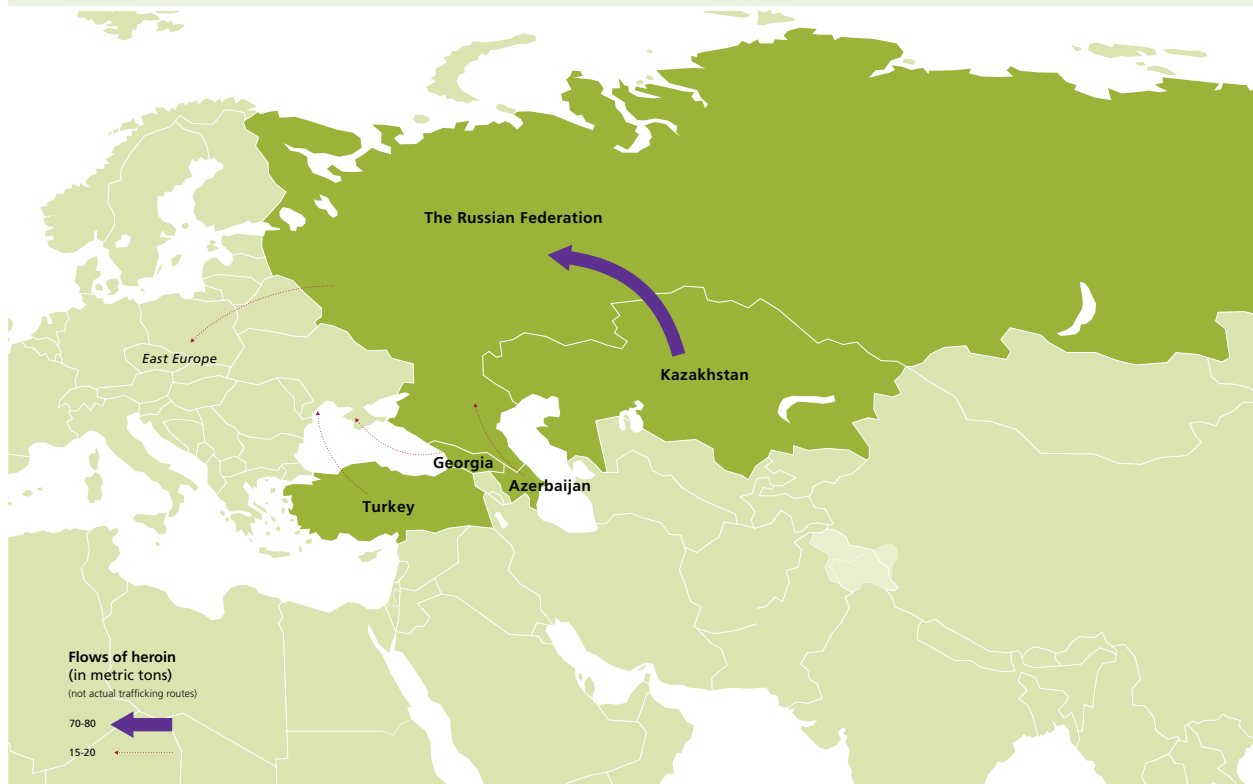 The Russian Federation
East Europe
Kazakhstan
Georgia
Azerbaijan
Turkey
Flows of heroin
(in metric tons)
(not actual trafficking routes)
70-80
15-20